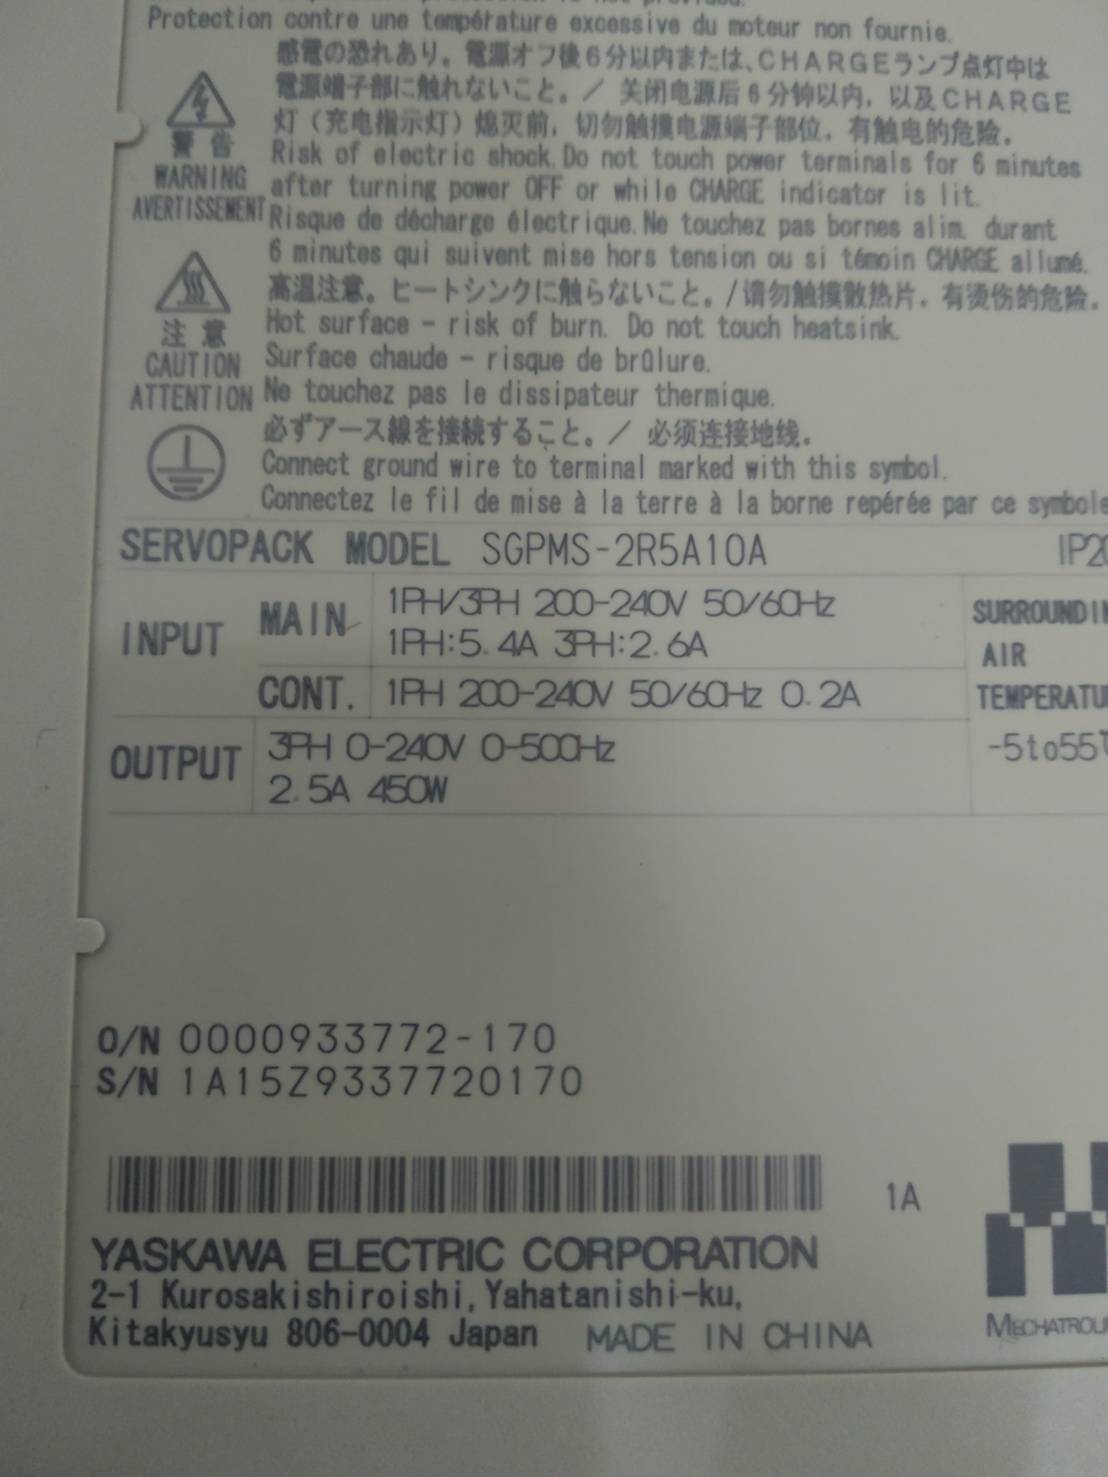 Protection contre une température excessive du moteur non fournie.
感電の恐れあり。電源オフ後6分以内または、CHARGEランプ点灯中は
電源端子部に触れないこと。/ 关闭电源后6分钟以内，以及CHARGE
灯（充电指示灯）熄灭前，切勿触摸电源端子部位，有触电的危险。
警告
WARNING
AVERTISSEMENT
Risk of electric shock. Do not touch power terminals for 6 minutes
after turning power OFF or while CHARGE indicator is lit.
Risque de décharge électrique. Ne touchez pas bornes alim. durant
6 minutes qui suivent mise hors tension ou si témoin CHARGE allumé.
高温注意。ヒートシンクに触らないこと。/请勿触摸散热片，有烫伤的危险。
注意
CAUTION
ATTENTION
Hot surface - risk of burn. Do not touch heatsink.
Surface chaude - risque de brûlure.
Ne touchez pas le dissipateur thermique.
必ずアース線を接続すること。/ 必须连接地线。
Connect ground wire to terminal marked with this symbol.
Connectez le fil de mise à la terre à la borne repérée par ce symbole
SERVOPACK MODEL SGPMS-2R5A10A
INPUT
MAIN
1PH/3PH 200-240V 50/60Hz
1PH:5.4A 3PH:2.6A
CONT. 1PH 200-240V 50/60Hz 0.2A
AIR
-5to55
OUTPUT
3PH 0-240V 0-500Hz
2.5A 450W
O/N 0000933772-170
S/N 1A15Z9337720170
1A
YASKAWA ELECTRIC CORPORATION
2-1 Kurosakishiroishi, Yahatanishi-ku,
Kitakyusyu 806-0004 Japan MADE IN CHINA